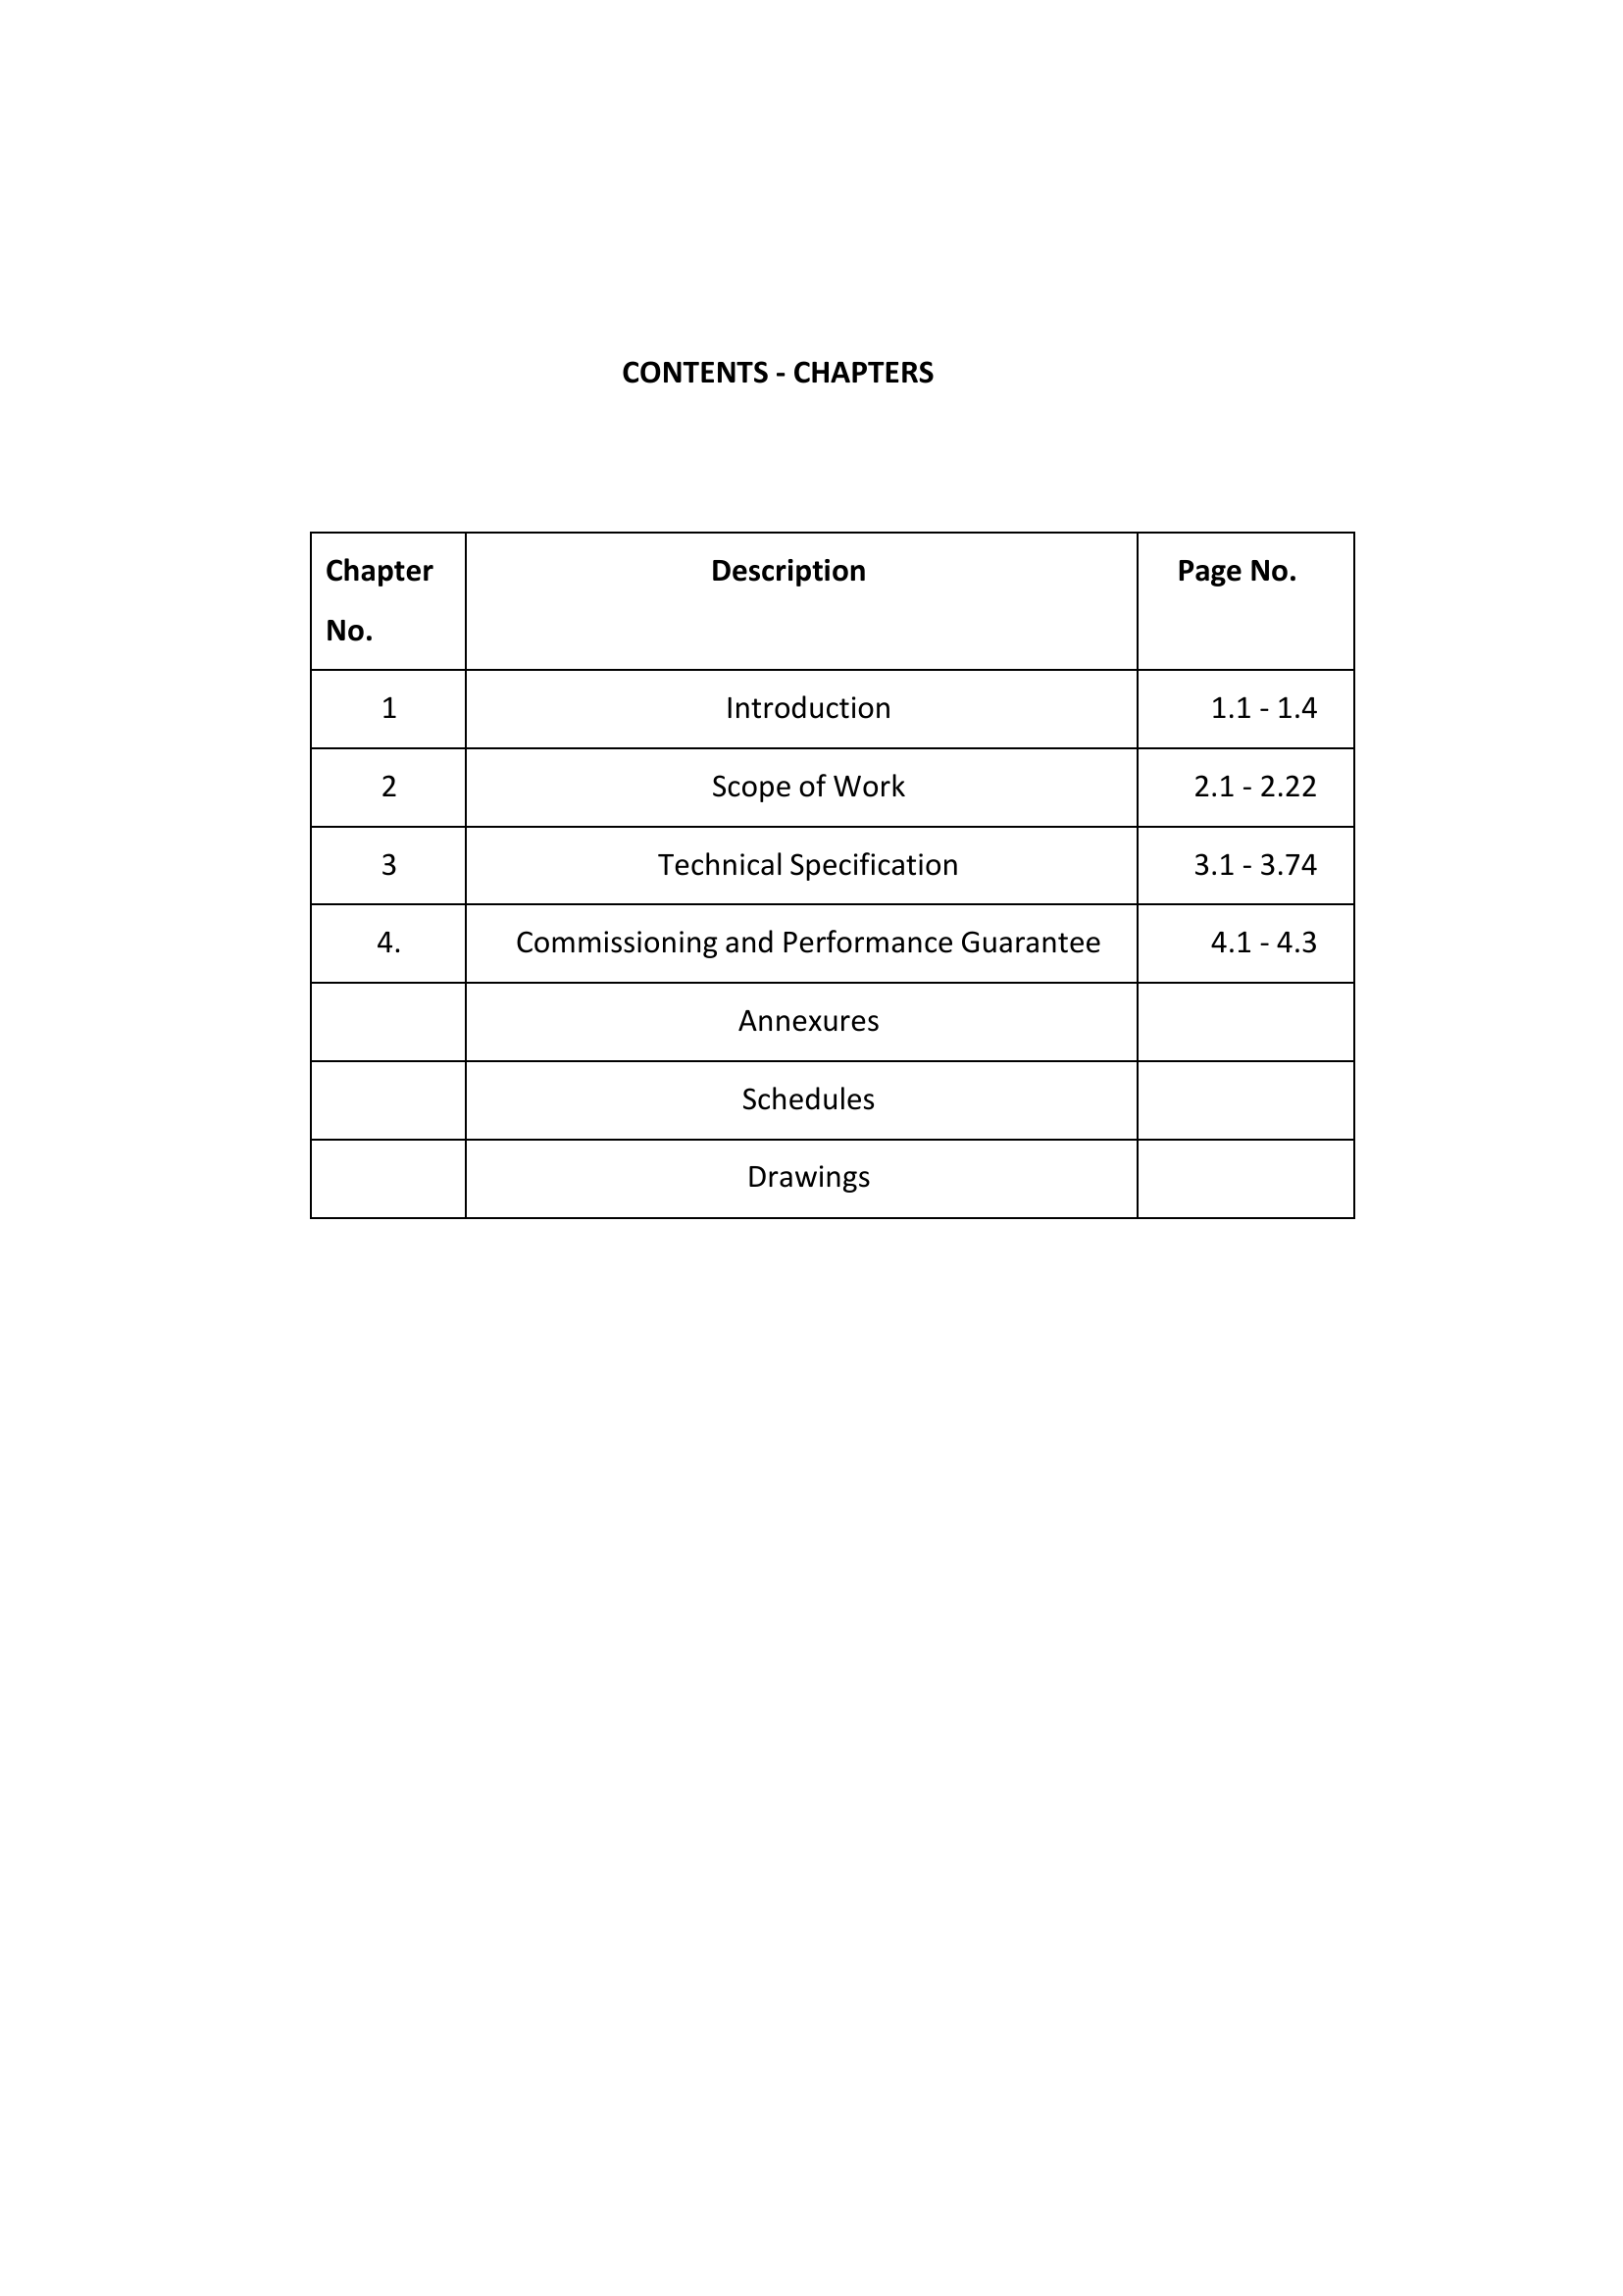 CONTENTS - CHAPTERS
Chapter No. Description Page No.
1 Introduction 1.1 - 1.4
2 Scope of Work 2.1 - 2.22
3 Technical Specification 3.1 - 3.74
4. Commissioning and Performance Guarantee 4.1 - 4.3
Annexures
Schedules
Drawings